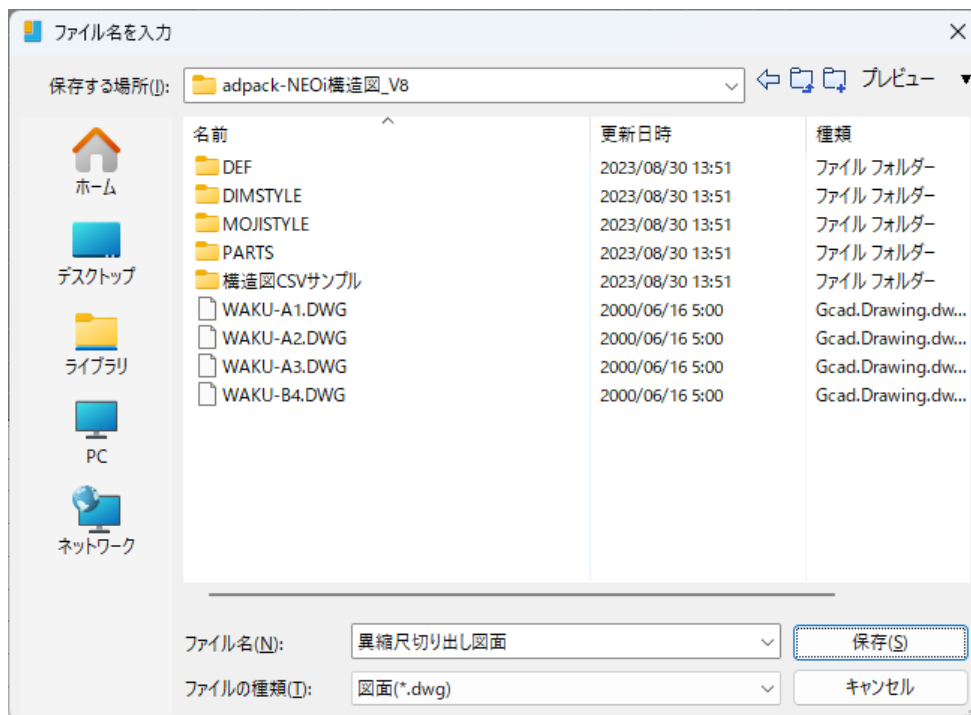 ファイル名を入力
保存する場所(I): adpack-NEOi構造図_V8 プレビュー
名前 更新日時 種類
DEF 2023/08/30 13:51 ファイル フォルダー
DIMSTYLE 2023/08/30 13:51 ファイル フォルダー
MOJISTYLE 2023/08/30 13:51 ファイル フォルダー
PARTS 2023/08/30 13:51 ファイル フォルダー
構造図CSVサンプル 2023/08/30 13:51 ファイル フォルダー
WAKU-A1.DWG 2000/06/16 5:00 Gcad.Drawing.dw...
WAKU-A2.DWG 2000/06/16 5:00 Gcad.Drawing.dw...
WAKU-A3.DWG 2000/06/16 5:00 Gcad.Drawing.dw...
WAKU-B4.DWG 2000/06/16 5:00 Gcad.Drawing.dw...
ホーム
デスクトップ
ライブラリ
PC
ネットワーク
ファイル名(N): 異縮尺切り出し図面 保存(S)
ファイルの種類(T): 図面(*.dwg) キャンセル